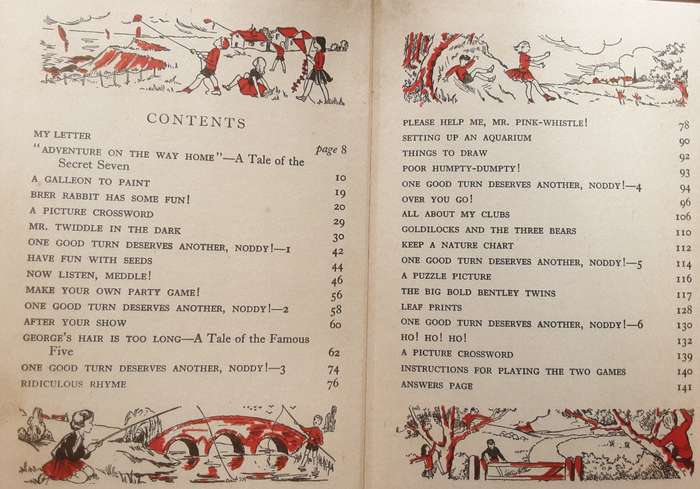 CONTENTS
MY LETTER page 8
"ADVENTURE ON THE WAY HOME"—A Tale of the
Secret Seven 10
A GALLEON TO PAINT 19
BRER RABBIT HAS SOME FUN! 20
A PICTURE CROSSWORD 29
MR. TWIDDLE IN THE DARK 30
ONE GOOD TURN DESERVES ANOTHER, NODDY!—1 42
HAVE FUN WITH SEEDS 44
NOW LISTEN, MEDDLE! 46
MAKE YOUR OWN PARTY GAME! 56
ONE GOOD TURN DESERVES ANOTHER, NODDY!—2 58
AFTER YOUR SHOW 60
GEORGE'S HAIR IS TOO LONG—A Tale of the Famous
Five 62
ONE GOOD TURN DESERVES ANOTHER, NODDY!—3 74
RIDICULOUS RHYME 76
PLEASE HELP ME, MR. PINK-WHISTLE! 78
SETTING UP AN AQUARIUM 90
THINGS TO DRAW 92
POOR HUMPTY-DUMPTY! 93
ONE GOOD TURN DESERVES ANOTHER, NODDY!—4 94
OVER YOU GO! 96
ALL ABOUT MY CLUBS 106
GOLDILOCKS AND THE THREE BEARS 110
KEEP A NATURE CHART 112
ONE GOOD TURN DESERVES ANOTHER, NODDY!—5 114
A PUZZLE PICTURE 116
THE BIG BOLD BENTLEY TWINS 117
LEAF PRINTS 128
ONE GOOD TURN DESERVES ANOTHER, NODDY!—6 130
HO! HO! HO! 132
A PICTURE CROSSWORD 139
INSTRUCTIONS FOR PLAYING THE TWO GAMES 140
ANSWERS PAGE 141